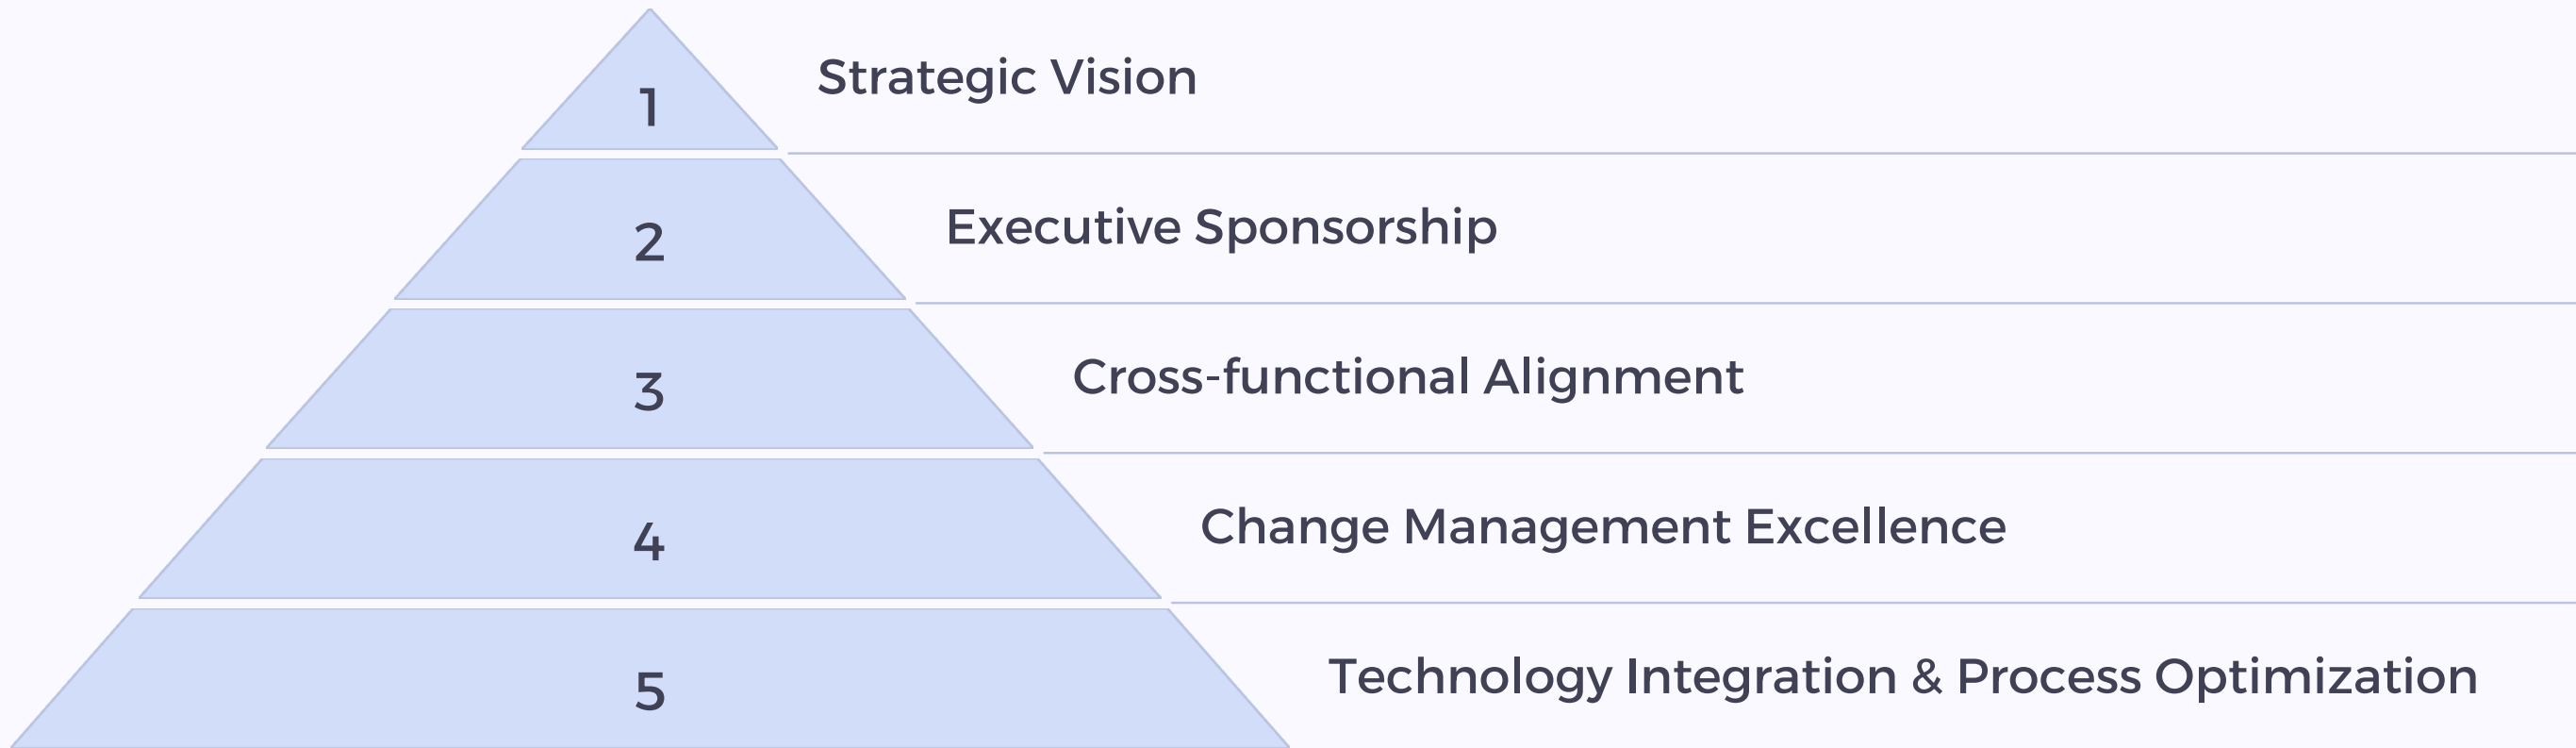 1
Strategic Vision
2
Executive Sponsorship
3
Cross-functional Alignment
4
Change Management Excellence
5
Technology Integration & Process Optimization